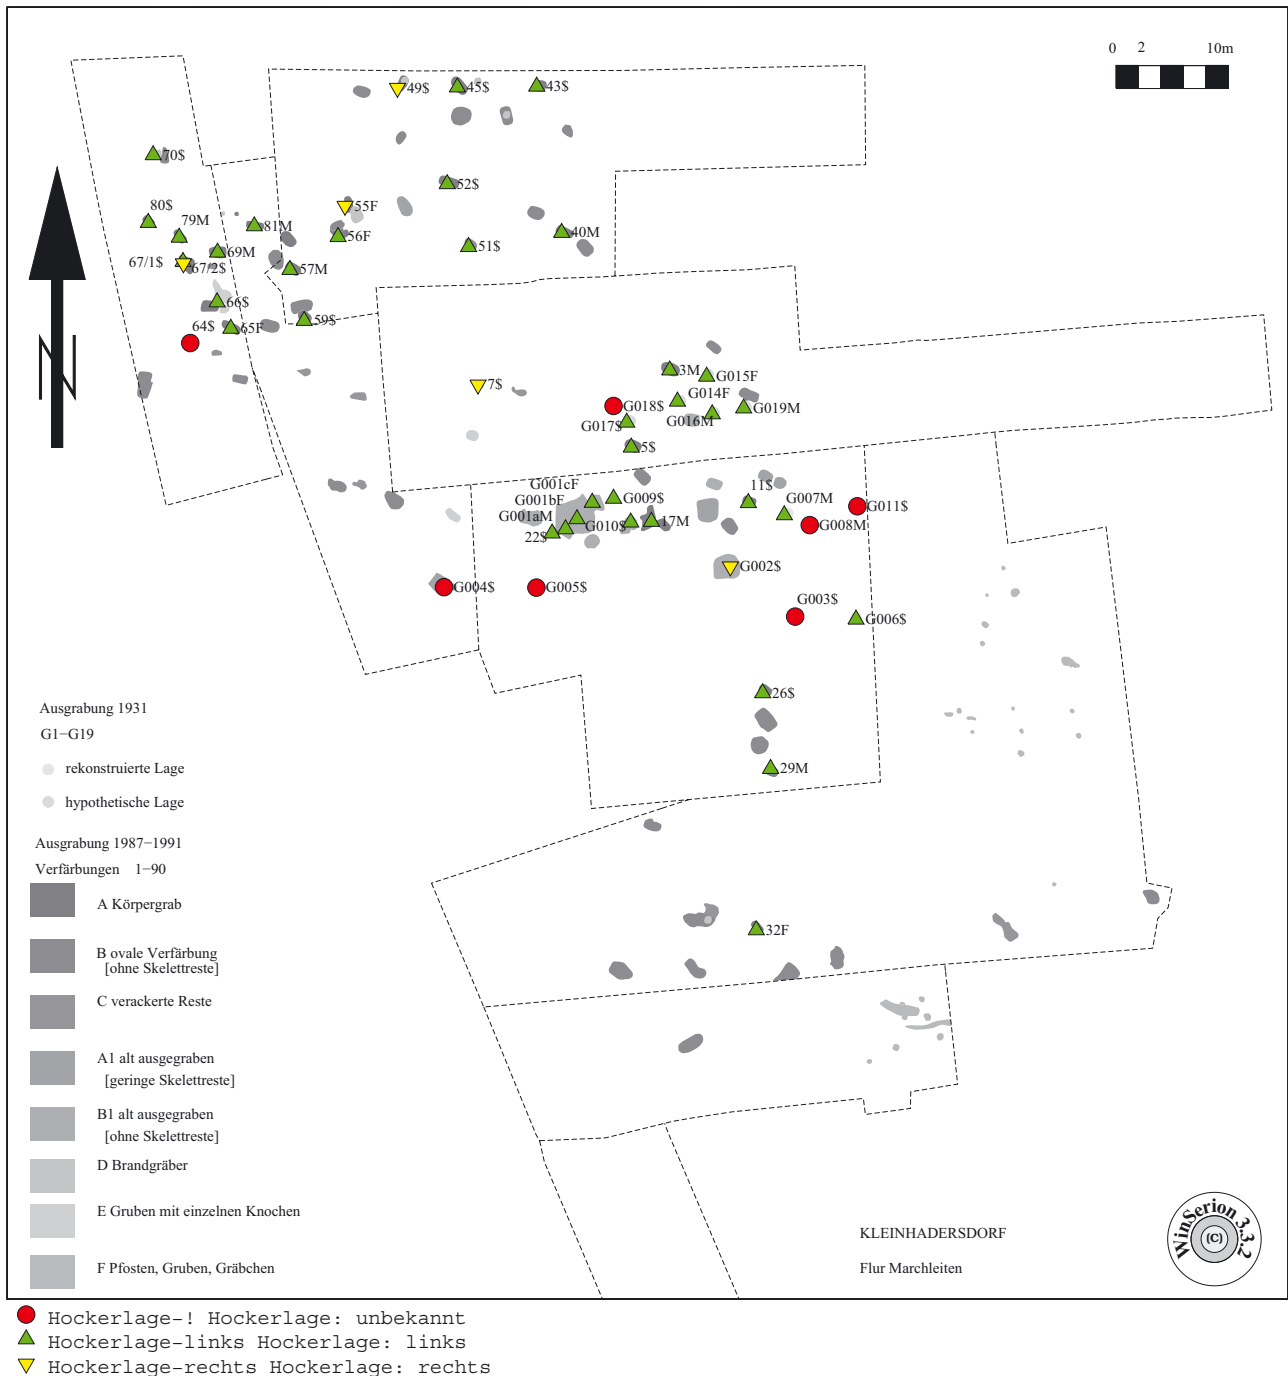 0 2 10m
49$
45$
43$
70$
52$
80$
55F
79M
81M
56F
40M
51$
69M
67/1$
67/2$
57M
66$
64$
65F
59$
3M
G015F
7$
G014F
G018$
G019M
G017$
G016M
5$
G001cF
11$
G001bF
G009$
G007M
G011$
G001aM
G010$
17M
G008M
22$
G002$
G004$
G005$
G003$
G006$
26$
29M
32F
N
Ausgrabung 1931
G1−G19
rekonstruierte Lage
hypothetische Lage
Ausgrabung 1987−1991
Verfärbungen 1−90
A Körpergrab
B ovale Verfärbung
[ohne Skelettreste]
C verackerte Reste
A1 alt ausgegraben
[geringe Skelettreste]
B1 alt ausgegraben
[ohne Skelettreste]
D Brandgräber
E Gruben mit einzelnen Knochen
F Pfosten, Gruben, Gräbchen
KLEINHADERSDORF
Flur Marchleiten
WinSerion 3.3.2
(C)
Hockerlage-! Hockerlage: unbekannt
Hockerlage-links Hockerlage: links
Hockerlage-rechts Hockerlage: rechts